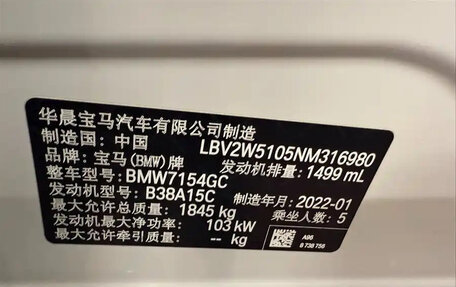 华晨宝马汽车有限公司制造
制造国：中国 LBV2W5105NM316980
品牌：宝马(BMW)牌 发动机排量：1499 mL
整车型号：BMW7154GC
发动机型号：B38A15C 制造年月：2022-01
最大允许总质量：1845 kg 乘坐人数：5
发动机最大净功率：103 kW
最大允许牵引质量：-- kg
A96
8 738 756